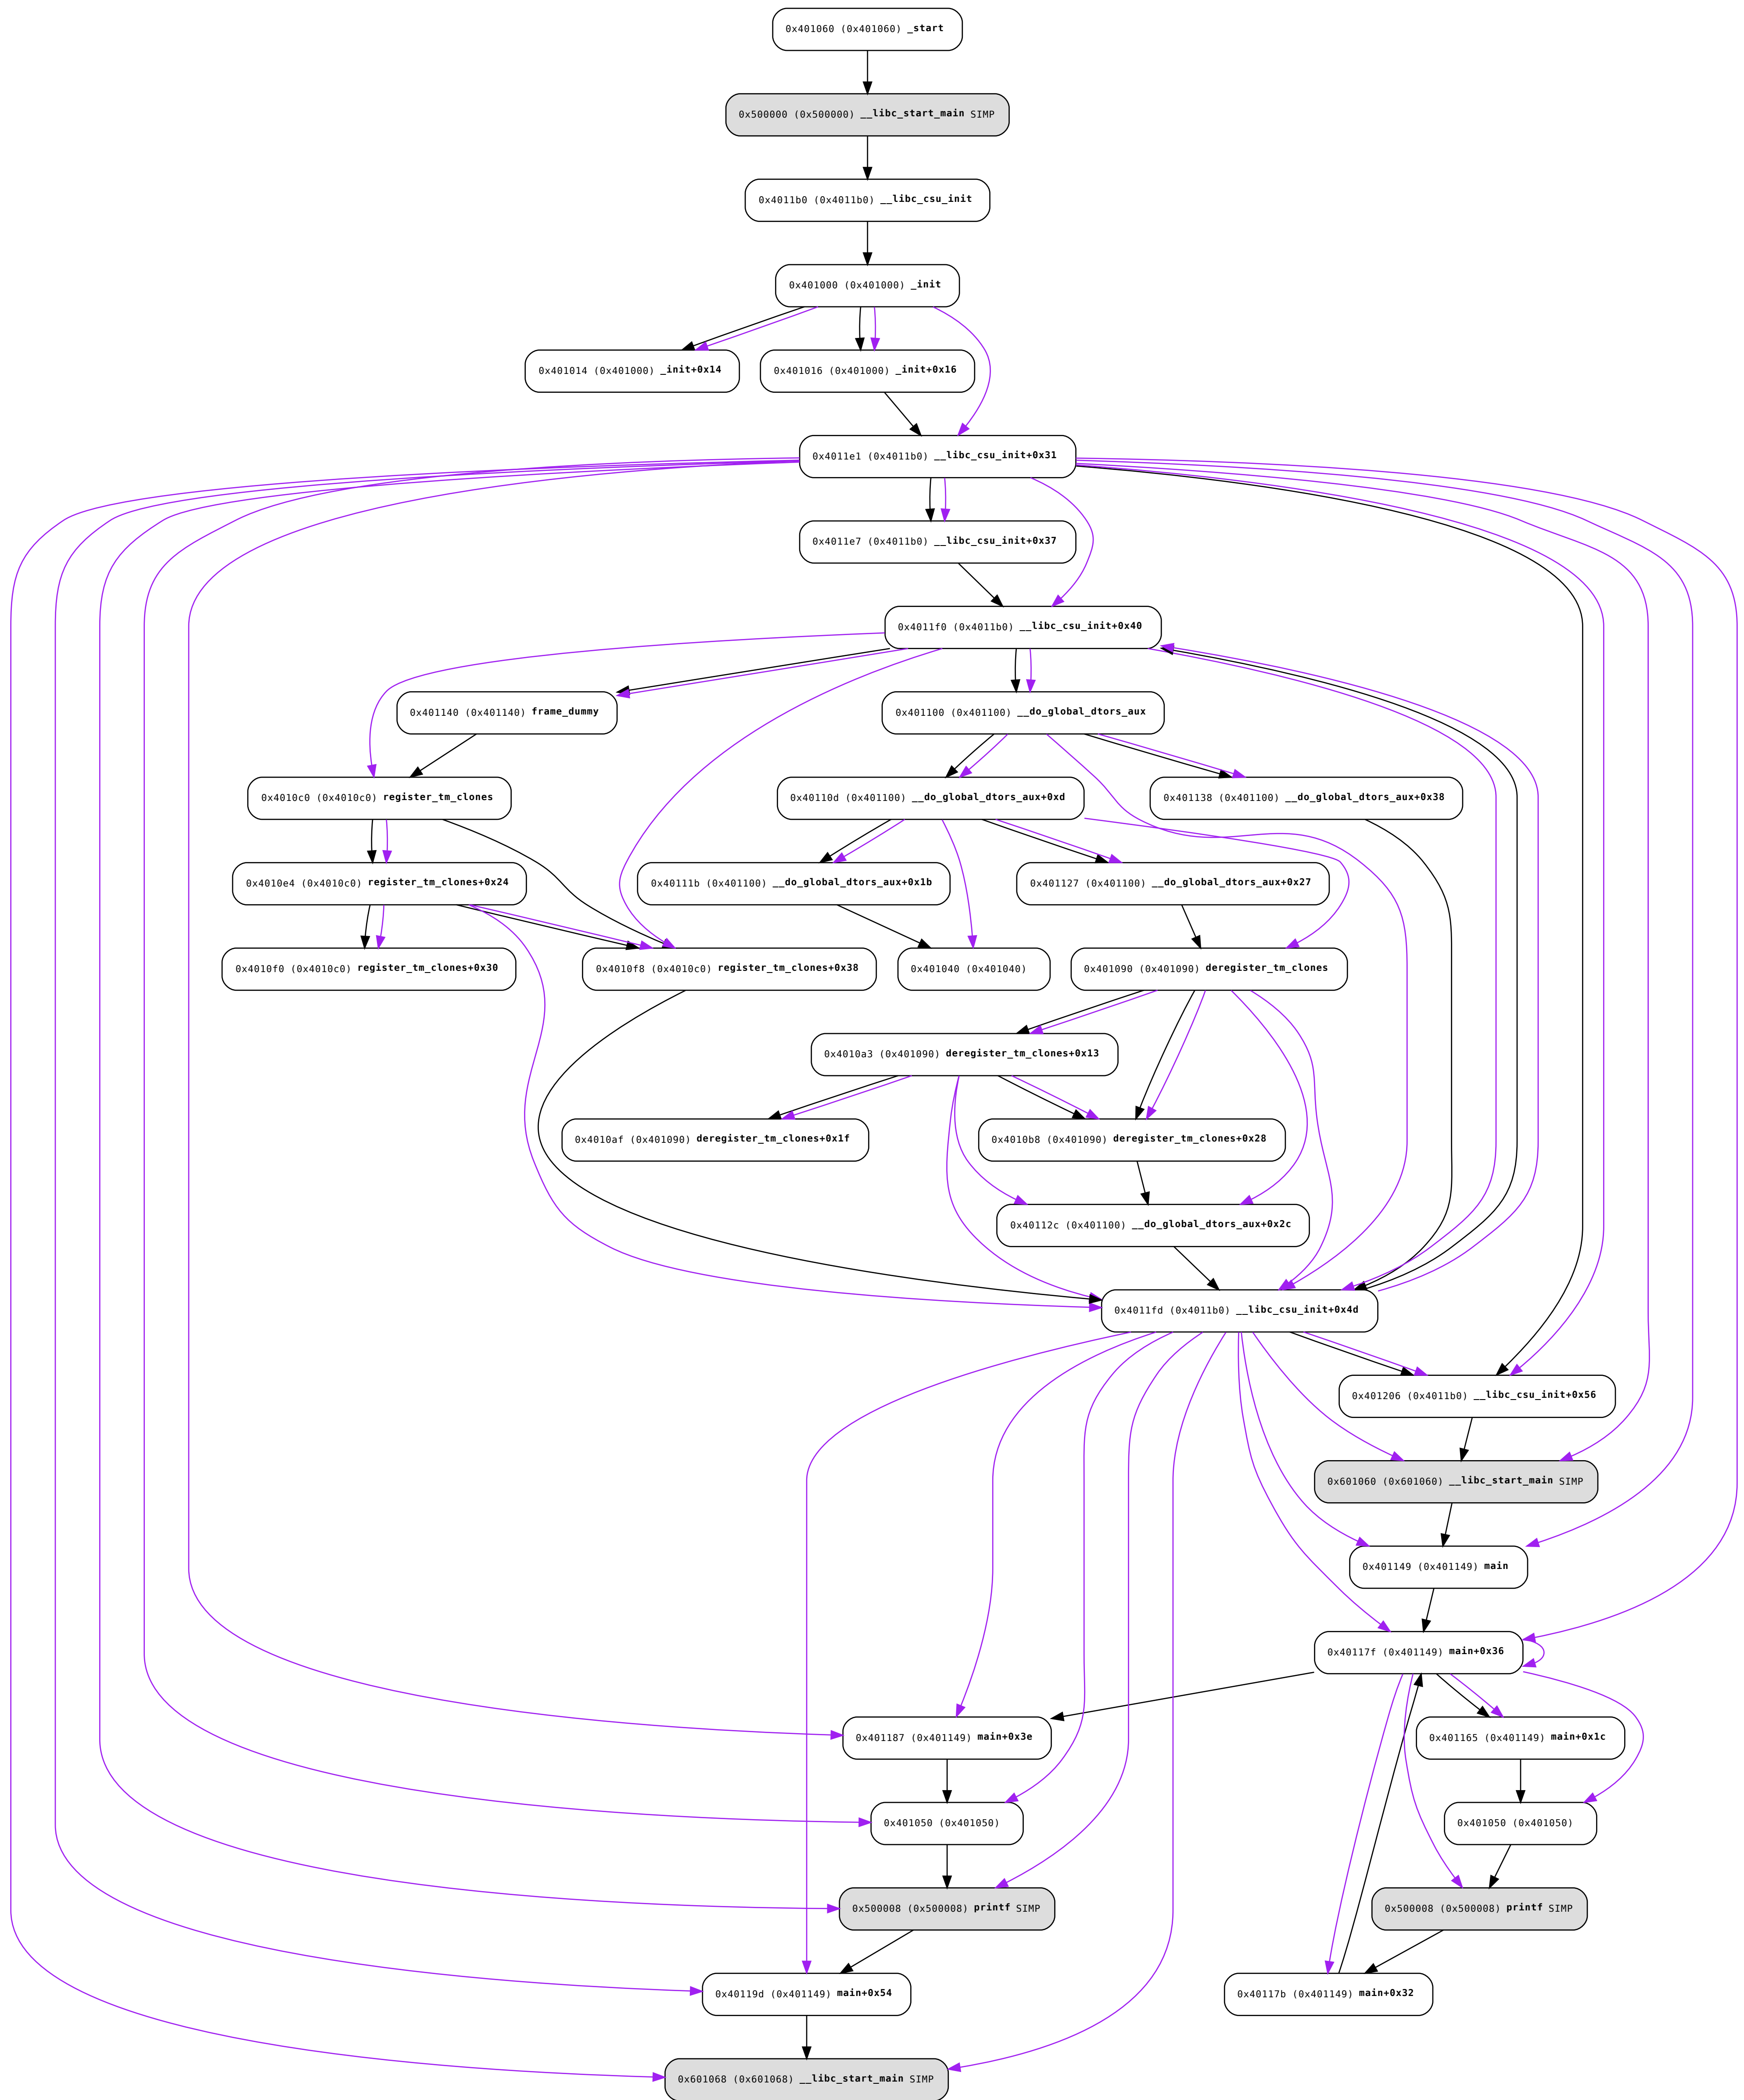 0x401060 (0x401060) _start
0x500000 (0x500000) __libc_start_main SIMP
0x4011b0 (0x4011b0) __libc_csu_init
0x401000 (0x401000) _init
0x401014 (0x401000) _init+0x14
0x401016 (0x401000) _init+0x16
0x4011e1 (0x4011b0) __libc_csu_init+0x31
0x4011e7 (0x4011b0) __libc_csu_init+0x37
0x4011f0 (0x4011b0) __libc_csu_init+0x40
0x401140 (0x401140) frame_dummy
0x401100 (0x401100) __do_global_dtors_aux
0x4010c0 (0x4010c0) register_tm_clones
0x40110d (0x401100) __do_global_dtors_aux+0xd
0x401138 (0x401100) __do_global_dtors_aux+0x38
0x4010e4 (0x4010c0) register_tm_clones+0x24
0x40111b (0x401100) __do_global_dtors_aux+0x1b
0x401127 (0x401100) __do_global_dtors_aux+0x27
0x4010f0 (0x4010c0) register_tm_clones+0x30
0x4010f8 (0x4010c0) register_tm_clones+0x38
0x401040 (0x401040)
0x401090 (0x401090) deregister_tm_clones
0x4010a3 (0x401090) deregister_tm_clones+0x13
0x4010af (0x401090) deregister_tm_clones+0x1f
0x4010b8 (0x401090) deregister_tm_clones+0x28
0x40112c (0x401100) __do_global_dtors_aux+0x2c
0x4011fd (0x4011b0) __libc_csu_init+0x4d
0x401206 (0x4011b0) __libc_csu_init+0x56
0x601060 (0x601060) __libc_start_main SIMP
0x401149 (0x401149) main
0x40117f (0x401149) main+0x36
0x401187 (0x401149) main+0x3e
0x401165 (0x401149) main+0x1c
0x401050 (0x401050)
0x401050 (0x401050)
0x500008 (0x500008) printf SIMP
0x500008 (0x500008) printf SIMP
0x40119d (0x401149) main+0x54
0x40117b (0x401149) main+0x32
0x601068 (0x601068) __libc_start_main SIMP